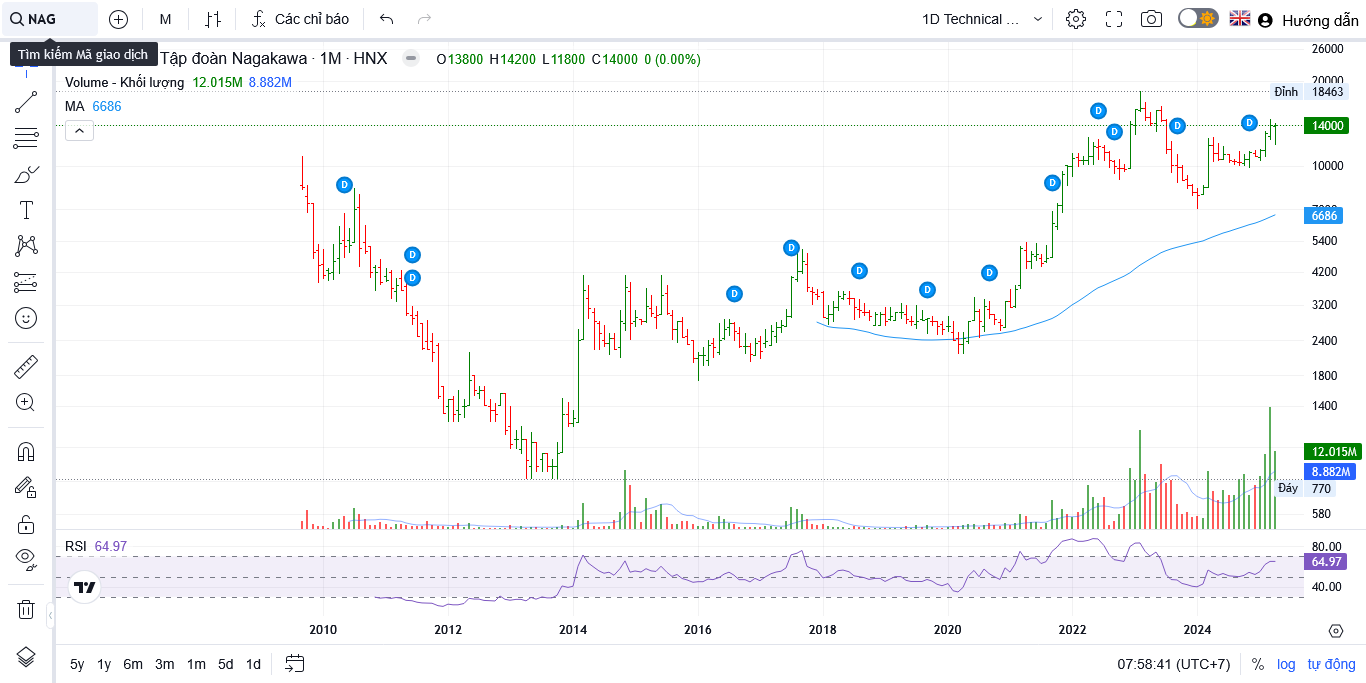 NAG
M
Các chỉ báo
1D Technical ...
Hướng dẫn
Tìm kiếm Mã giao dịch
Tập đoàn Nagakawa · 1M · HNX
O13800 H14200 L11800 C14000 0 (0.00%)
Volume - Khối lượng 12.015M 8.882M
MA 6686
26000
20000
Đỉnh 18463
14000
10000
6686
5400
4200
3200
2400
1800
1400
12.015M
8.882M
Đáy 770
580
D
D
D
D
D
D
D
D
D
D
D
D
D
RSI 64.97
80.00
64.97
40.00
2010 2012 2014 2016 2018 2020 2022 2024
5y 1y 6m 3m 1m 5d 1d
07:58:41 (UTC+7) % log tự động